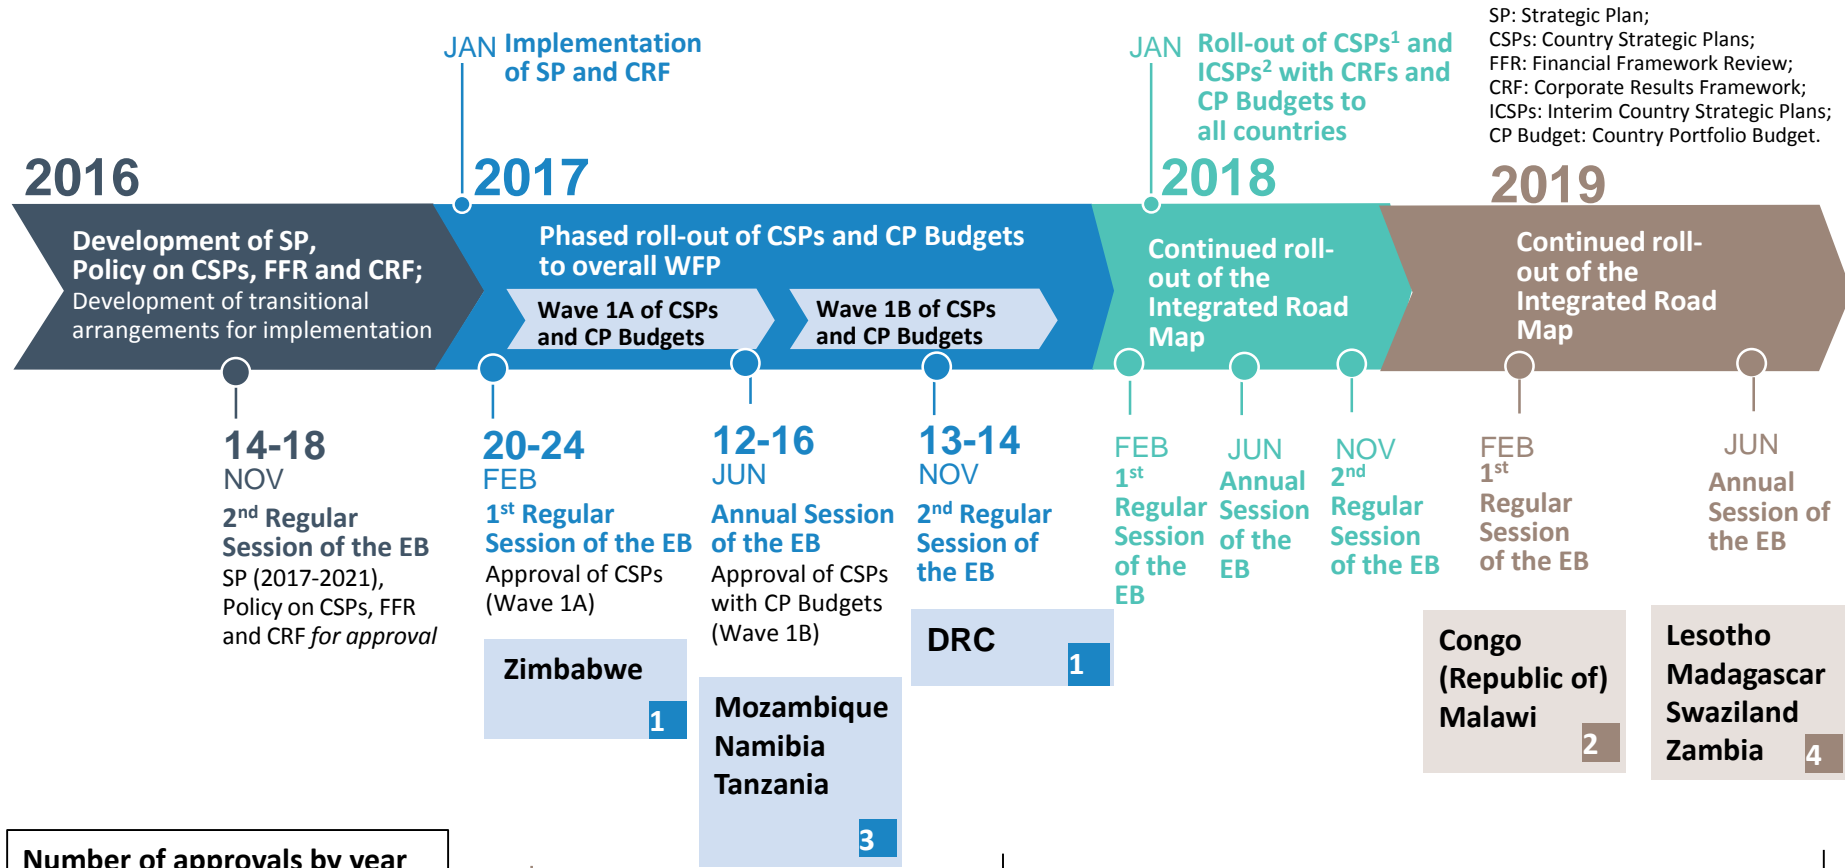 SP: Strategic Plan;
CSPs: Country Strategic Plans;
FFR: Financial Framework Review;
CRF: Corporate Results Framework;
ICSPs: Interim Country Strategic Plans;
CP Budget: Country Portfolio Budget.
JAN Implementation
of SP and CRF
JAN Roll-out of CSPs¹ and
ICSPs² with CRFs and
CP Budgets to
all countries
2016
2017
2018
2019
Development of SP,
Policy on CSPs, FFR and CRF;
Development of transitional
arrangements for implementation
Phased roll-out of CSPs and CP Budgets
to overall WFP
Wave 1A of CSPs
and CP Budgets
Wave 1B of CSPs
and CP Budgets
Continued roll-
out of the
Integrated Road
Map
Continued roll-
out of the
Integrated Road
Map
14-18
NOV
2nd Regular
Session of the EB
SP (2017-2021),
Policy on CSPs, FFR
and CRF for approval
20-24
FEB
1st Regular
Session of the EB
Approval of CSPs
(Wave 1A)
Zimbabwe
1
12-16
JUN
Annual Session
of the EB
Approval of CSPs
with CP Budgets
(Wave 1B)
Mozambique
Namibia
Tanzania
3
13-14
NOV
2nd Regular
Session of
the EB
DRC
1
FEB
1st
Regular
Session
of the
EB
JUN
Annual
Session
of the
EB
NOV
2nd
Regular
Session
of the EB
FEB
1st
Regular
Session
of the EB
Congo
(Republic of)
Malawi
2
JUN
Annual
Session of
the EB
Lesotho
Madagascar
Swaziland
Zambia
4
Number of approvals by year